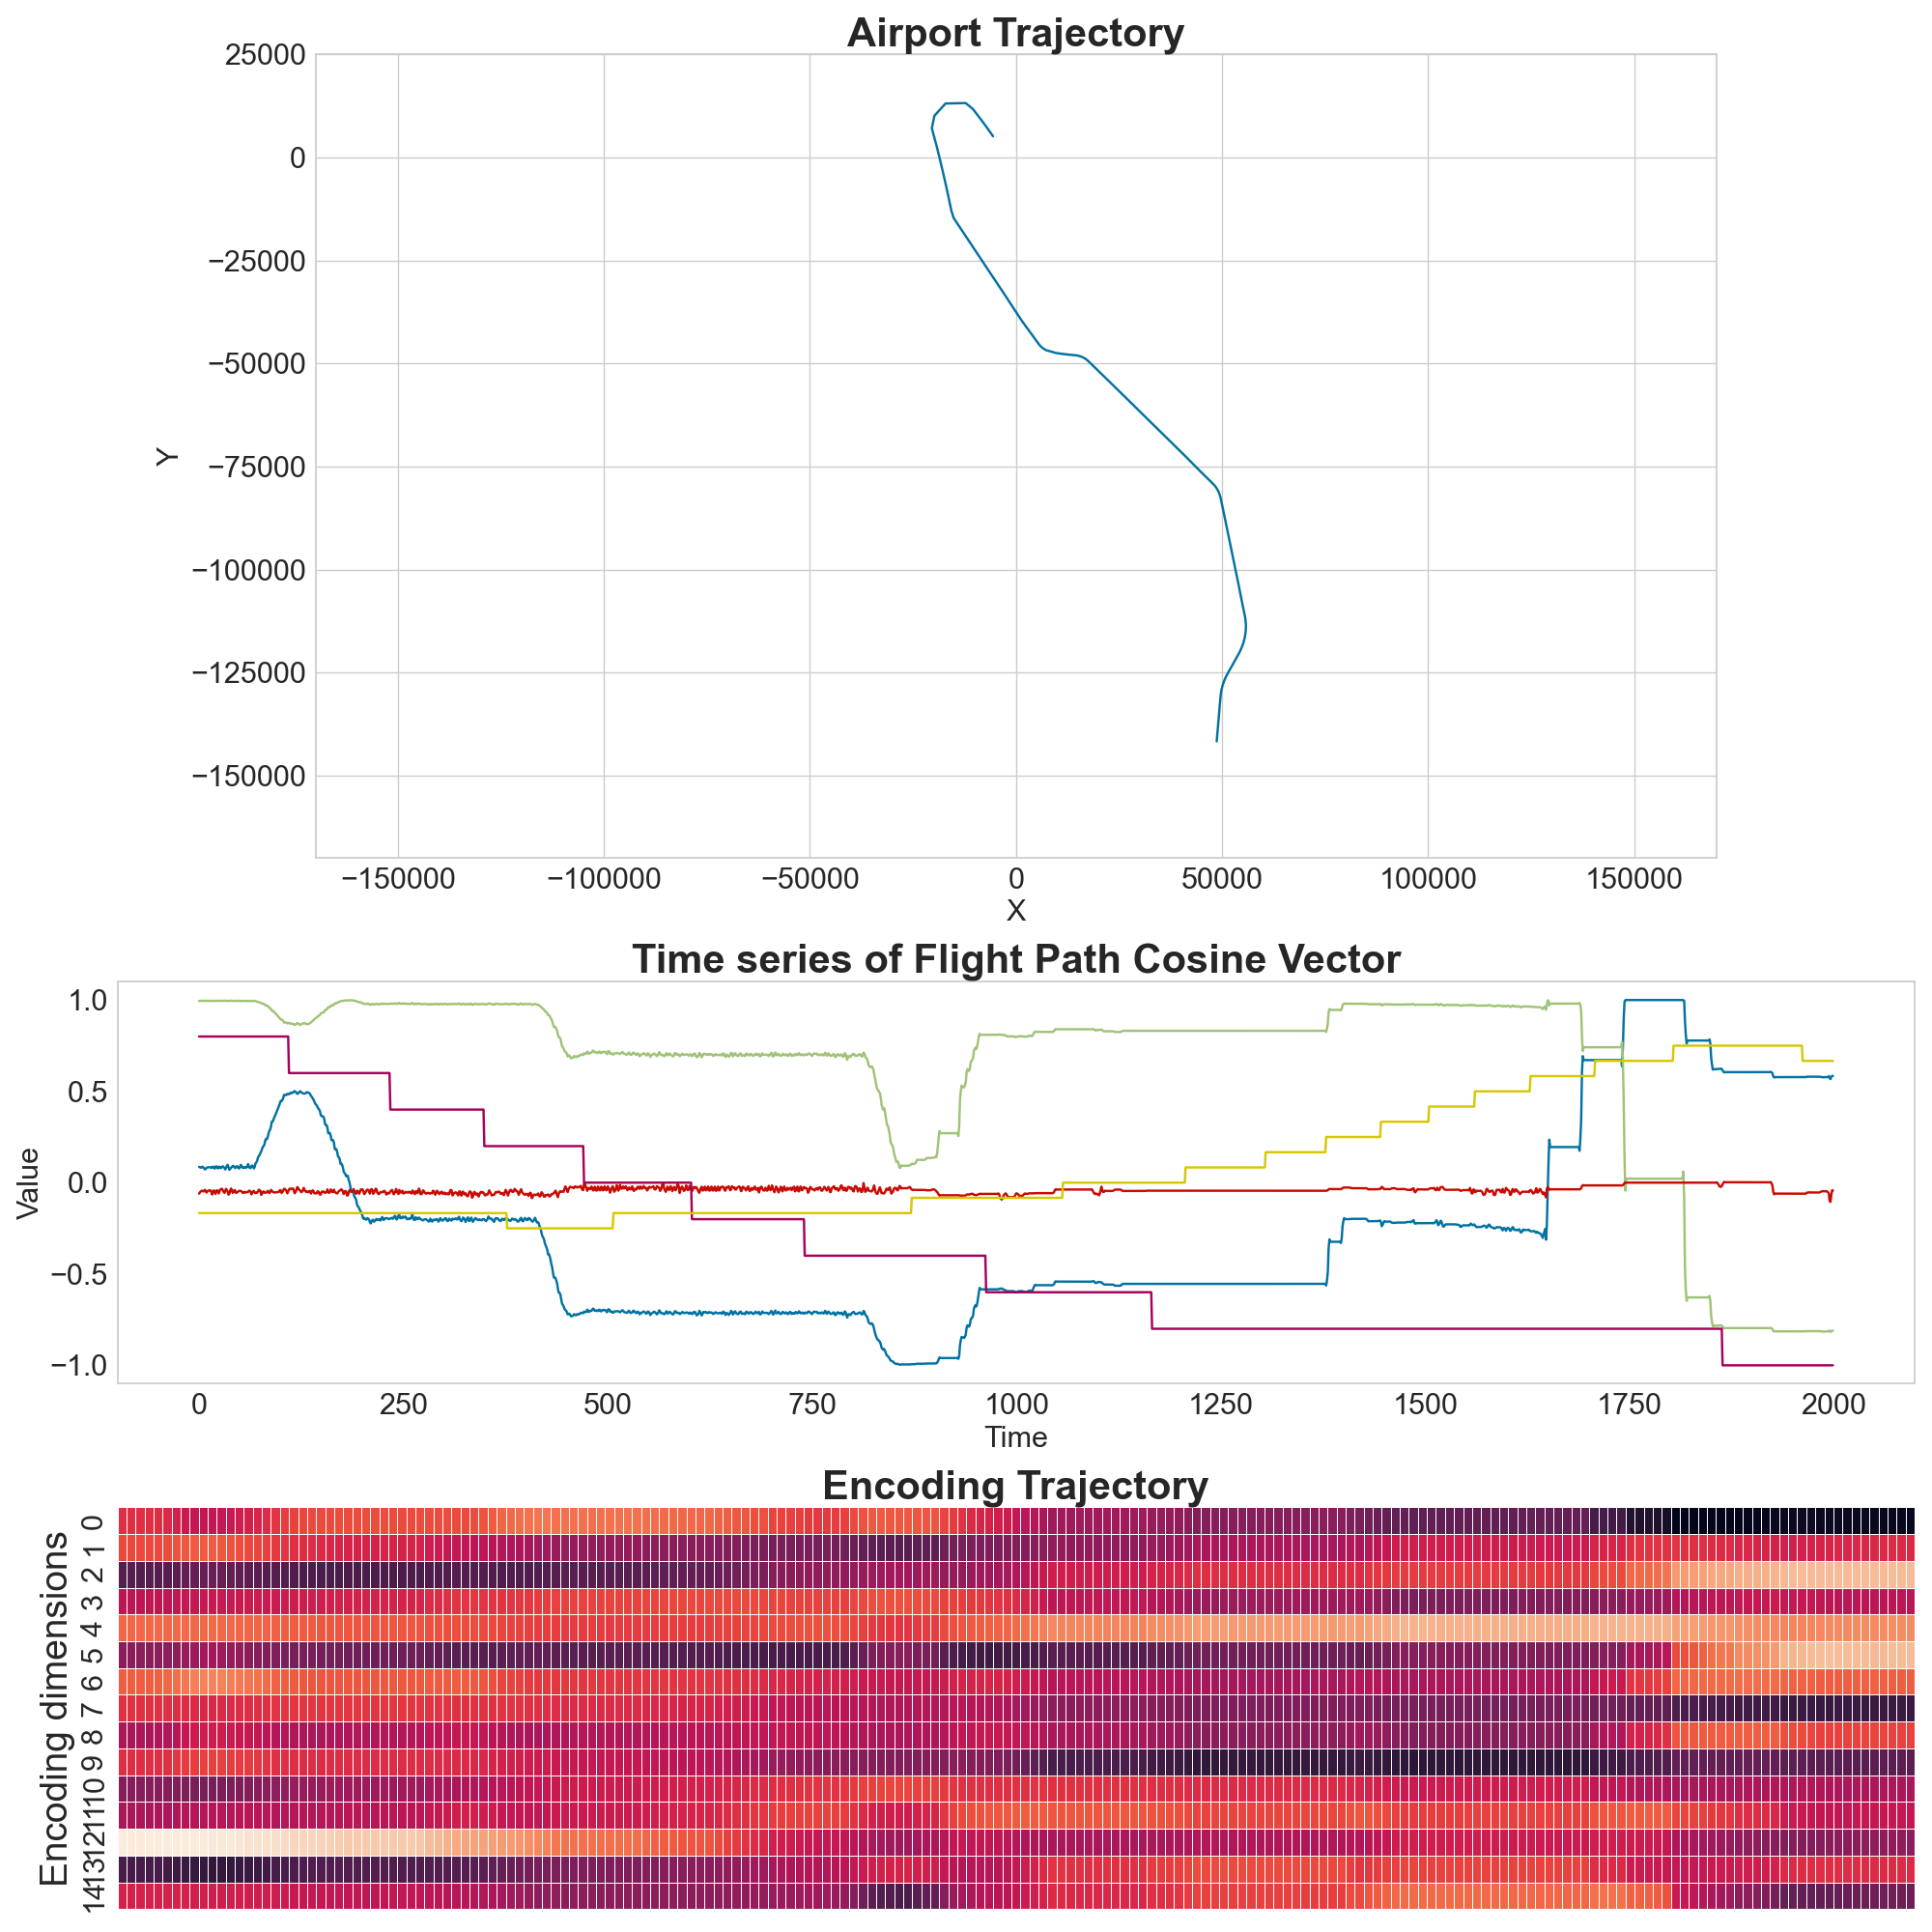 Airport Trajectory
25000
0
−25000
−50000
−75000
−100000
−125000
−150000
Y
−150000 −100000 −50000 0 50000 100000 150000
X
Time series of Flight Path Cosine Vector
1.0
0.5
0.0
−0.5
−1.0
Value
0 250 500 750 1000 1250 1500 1750 2000
Time
Encoding Trajectory
Encoding dimensions
0
1
2
3
4
5
6
7
8
9
10
11
12
13
14